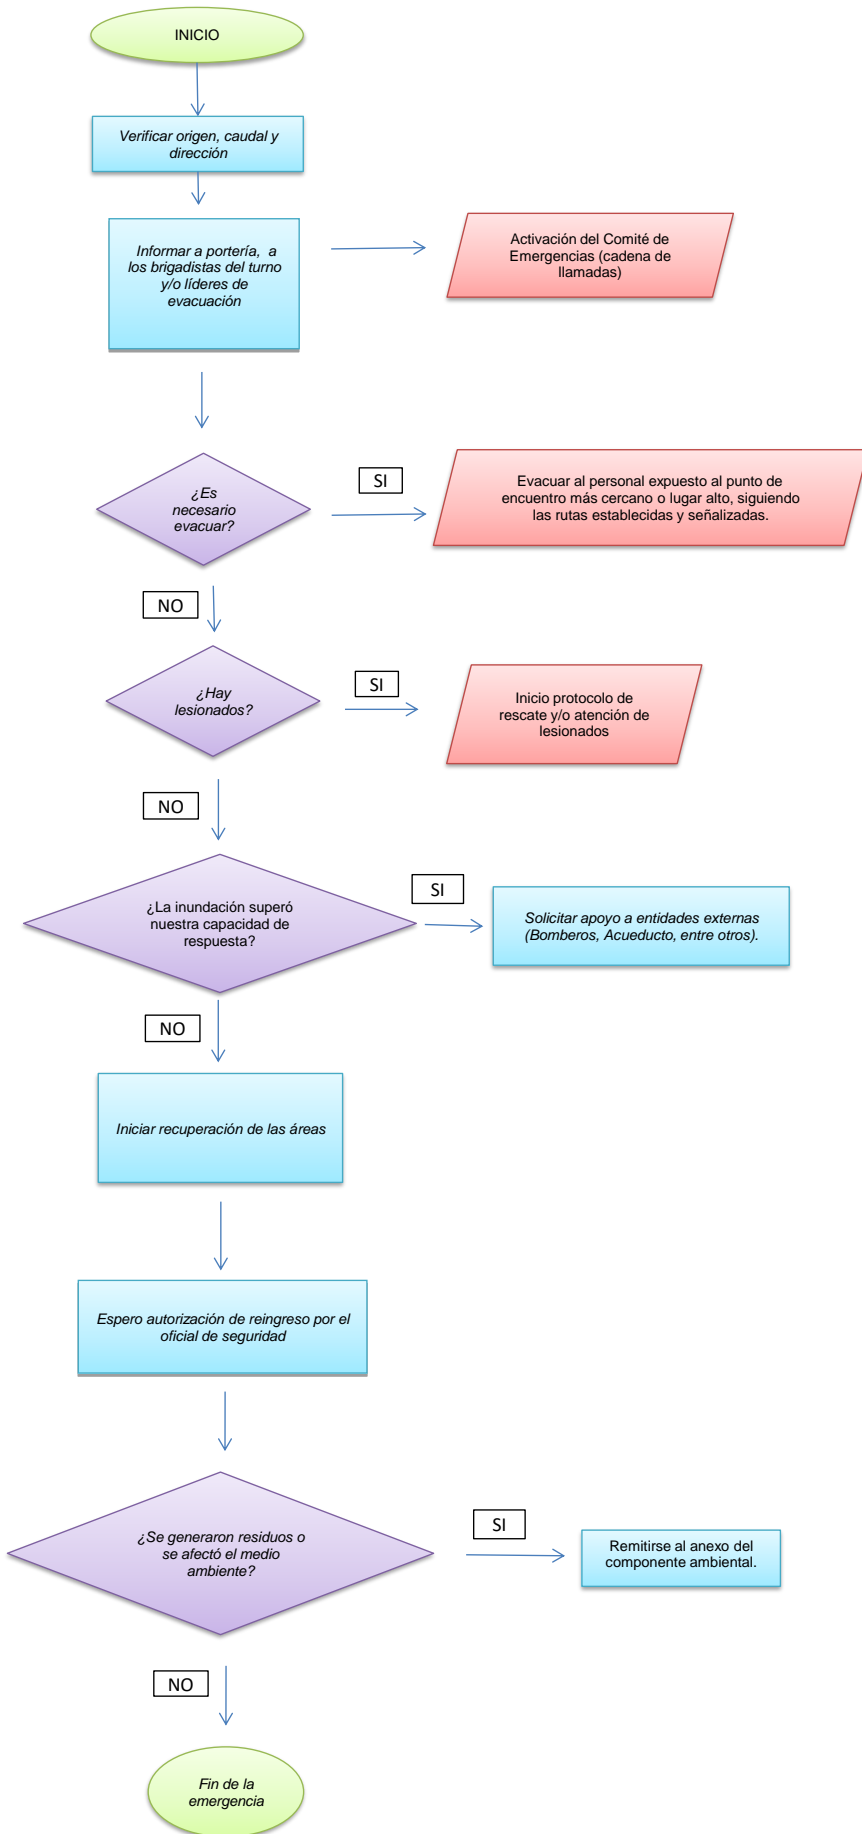 INICIO
Verificar origen, caudal y
dirección
Informar a portería, a
los brigadistas del turno
y/o líderes de
evacuación
Activación del Comité de
Emergencias (cadena de
llamadas)
¿Es
necesario
evacuar?
SI
Evacuar al personal expuesto al punto de
encuentro más cercano o lugar alto, siguiendo
las rutas establecidas y señalizadas.
NO
¿Hay
lesionados?
SI
Inicio protocolo de
rescate y/o atención de
lesionados
NO
¿La inundación superó
nuestra capacidad de
respuesta?
SI
Solicitar apoyo a entidades externas
(Bomberos, Acueducto, entre otros).
NO
Iniciar recuperación de las áreas
Espero autorización de reingreso por el
oficial de seguridad
¿Se generaron residuos o
se afectó el medio
ambiente?
SI
Remitirse al anexo del
componente ambiental.
NO
Fin de la
emergencia